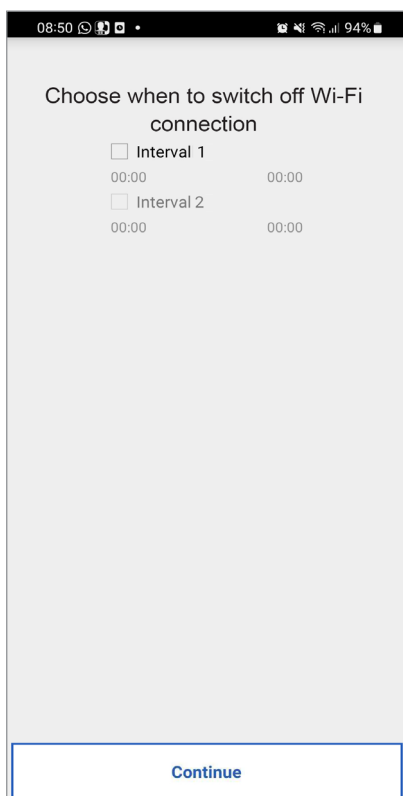 08:50 94%
Choose when to switch off Wi-Fi
connection
Interval 1
00:00 00:00
Interval 2
00:00 00:00
Continue